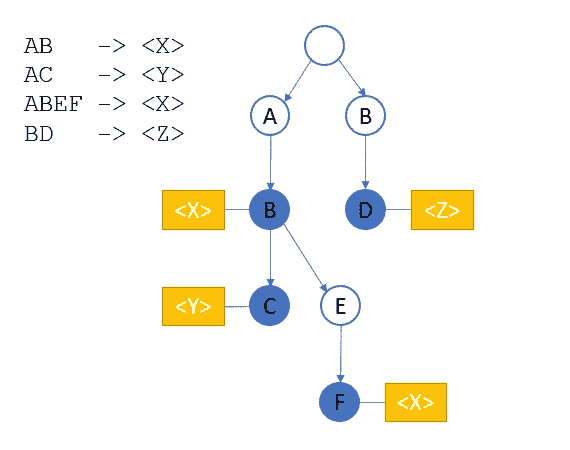 AB -> <X>
AC -> <Y>
ABEF -> <X>
BD -> <Z>
A
B
<X>
B
D
<Z>
<Y>
C
E
F
<X>